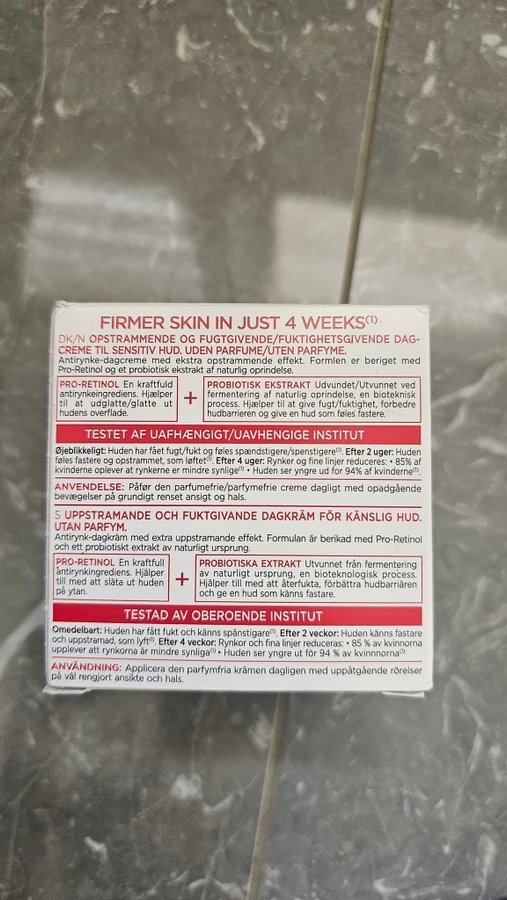 FIRMER SKIN IN JUST 4 WEEKS(1).
DK/N OPSTRAMMENDE OG FUGTGIVENDE/FUKTIGHETSGIVENDE DAG-
CREME TIL SENSITIV HUD. UDEN PARFUME/UTEN PARFYME.
Antirynke-dagcreme med ekstra opstrammende effekt. Formlen er beriget med
Pro-Retinol og et probiotisk ekstrakt af naturlig oprindelse.
PRO-RETINOL En kraftfuld
antirynkeingrediens. Hjælper
til at udglatte/glatte ut
hudens overflade.
+
PROBIOTISK EKSTRAKT Udvundet/Utvunnet ved
fermentering af naturlig oprindelse, en bioteknisk
process. Hjælper til at give fugt/fuktighet, forbedre
hudbarrieren og give en hud som føles fastere.
TESTET AF UAFHÆNGIGT/UAVHENGIGE INSTITUT
Øjeblikkeligt: Huden har fået fugt/fukt og føles spændstigere/spenstigere(1). Efter 2 uger: Huden
føles fastere og opstrammet, som løftet(1). Efter 4 uger: Rynker og fine linjer reduceres: • 85% af
kvinderne oplever at rynkerne er mindre synlige(1) • Huden ser yngre ud for 94% af kvinderne(1).
ANVENDELSE: Påfør den parfumefrie/parfymefrie creme dagligt med opadgående
bevægelser på grundigt renset ansigt og hals.
S UPPSTRAMANDE OCH FUKTGIVANDE DAGKRÄM FÖR KÄNSLIG HUD.
UTAN PARFYM.
Antirynk-dagkräm med extra uppstramande effekt. Formulan är berikad med Pro-Retinol
och ett probiotiskt extrakt av naturligt ursprung.
PRO-RETINOL En kraftfull
antirynkingrediens. Hjälper
till med att släta ut huden
på ytan.
+
PROBIOTISKA EXTRAKT Utvunnet från fermentering
av naturligt ursprung, en bioteknologisk process.
Hjälper till med att återfukta, förbättra hudbarriären
och ge en hud som känns fastare.
TESTAD AV OBEROENDE INSTITUT
Omedelbart: Huden har fått fukt och känns spänstigare(1). Efter 2 veckor: Huden känns fastare
och uppstramad, som lyft(1). Efter 4 veckor: Rynkor och fina linjer reduceras: • 85 % av kvinnorna
upplever att rynkorna är mindre synliga(1) • Huden ser yngre ut för 94 % av kvinnnorna(1)
ANVÄNDNING: Applicera den parfymfria krämen dagligen med uppåtgående rörelser
på väl rengjort ansikte och hals.